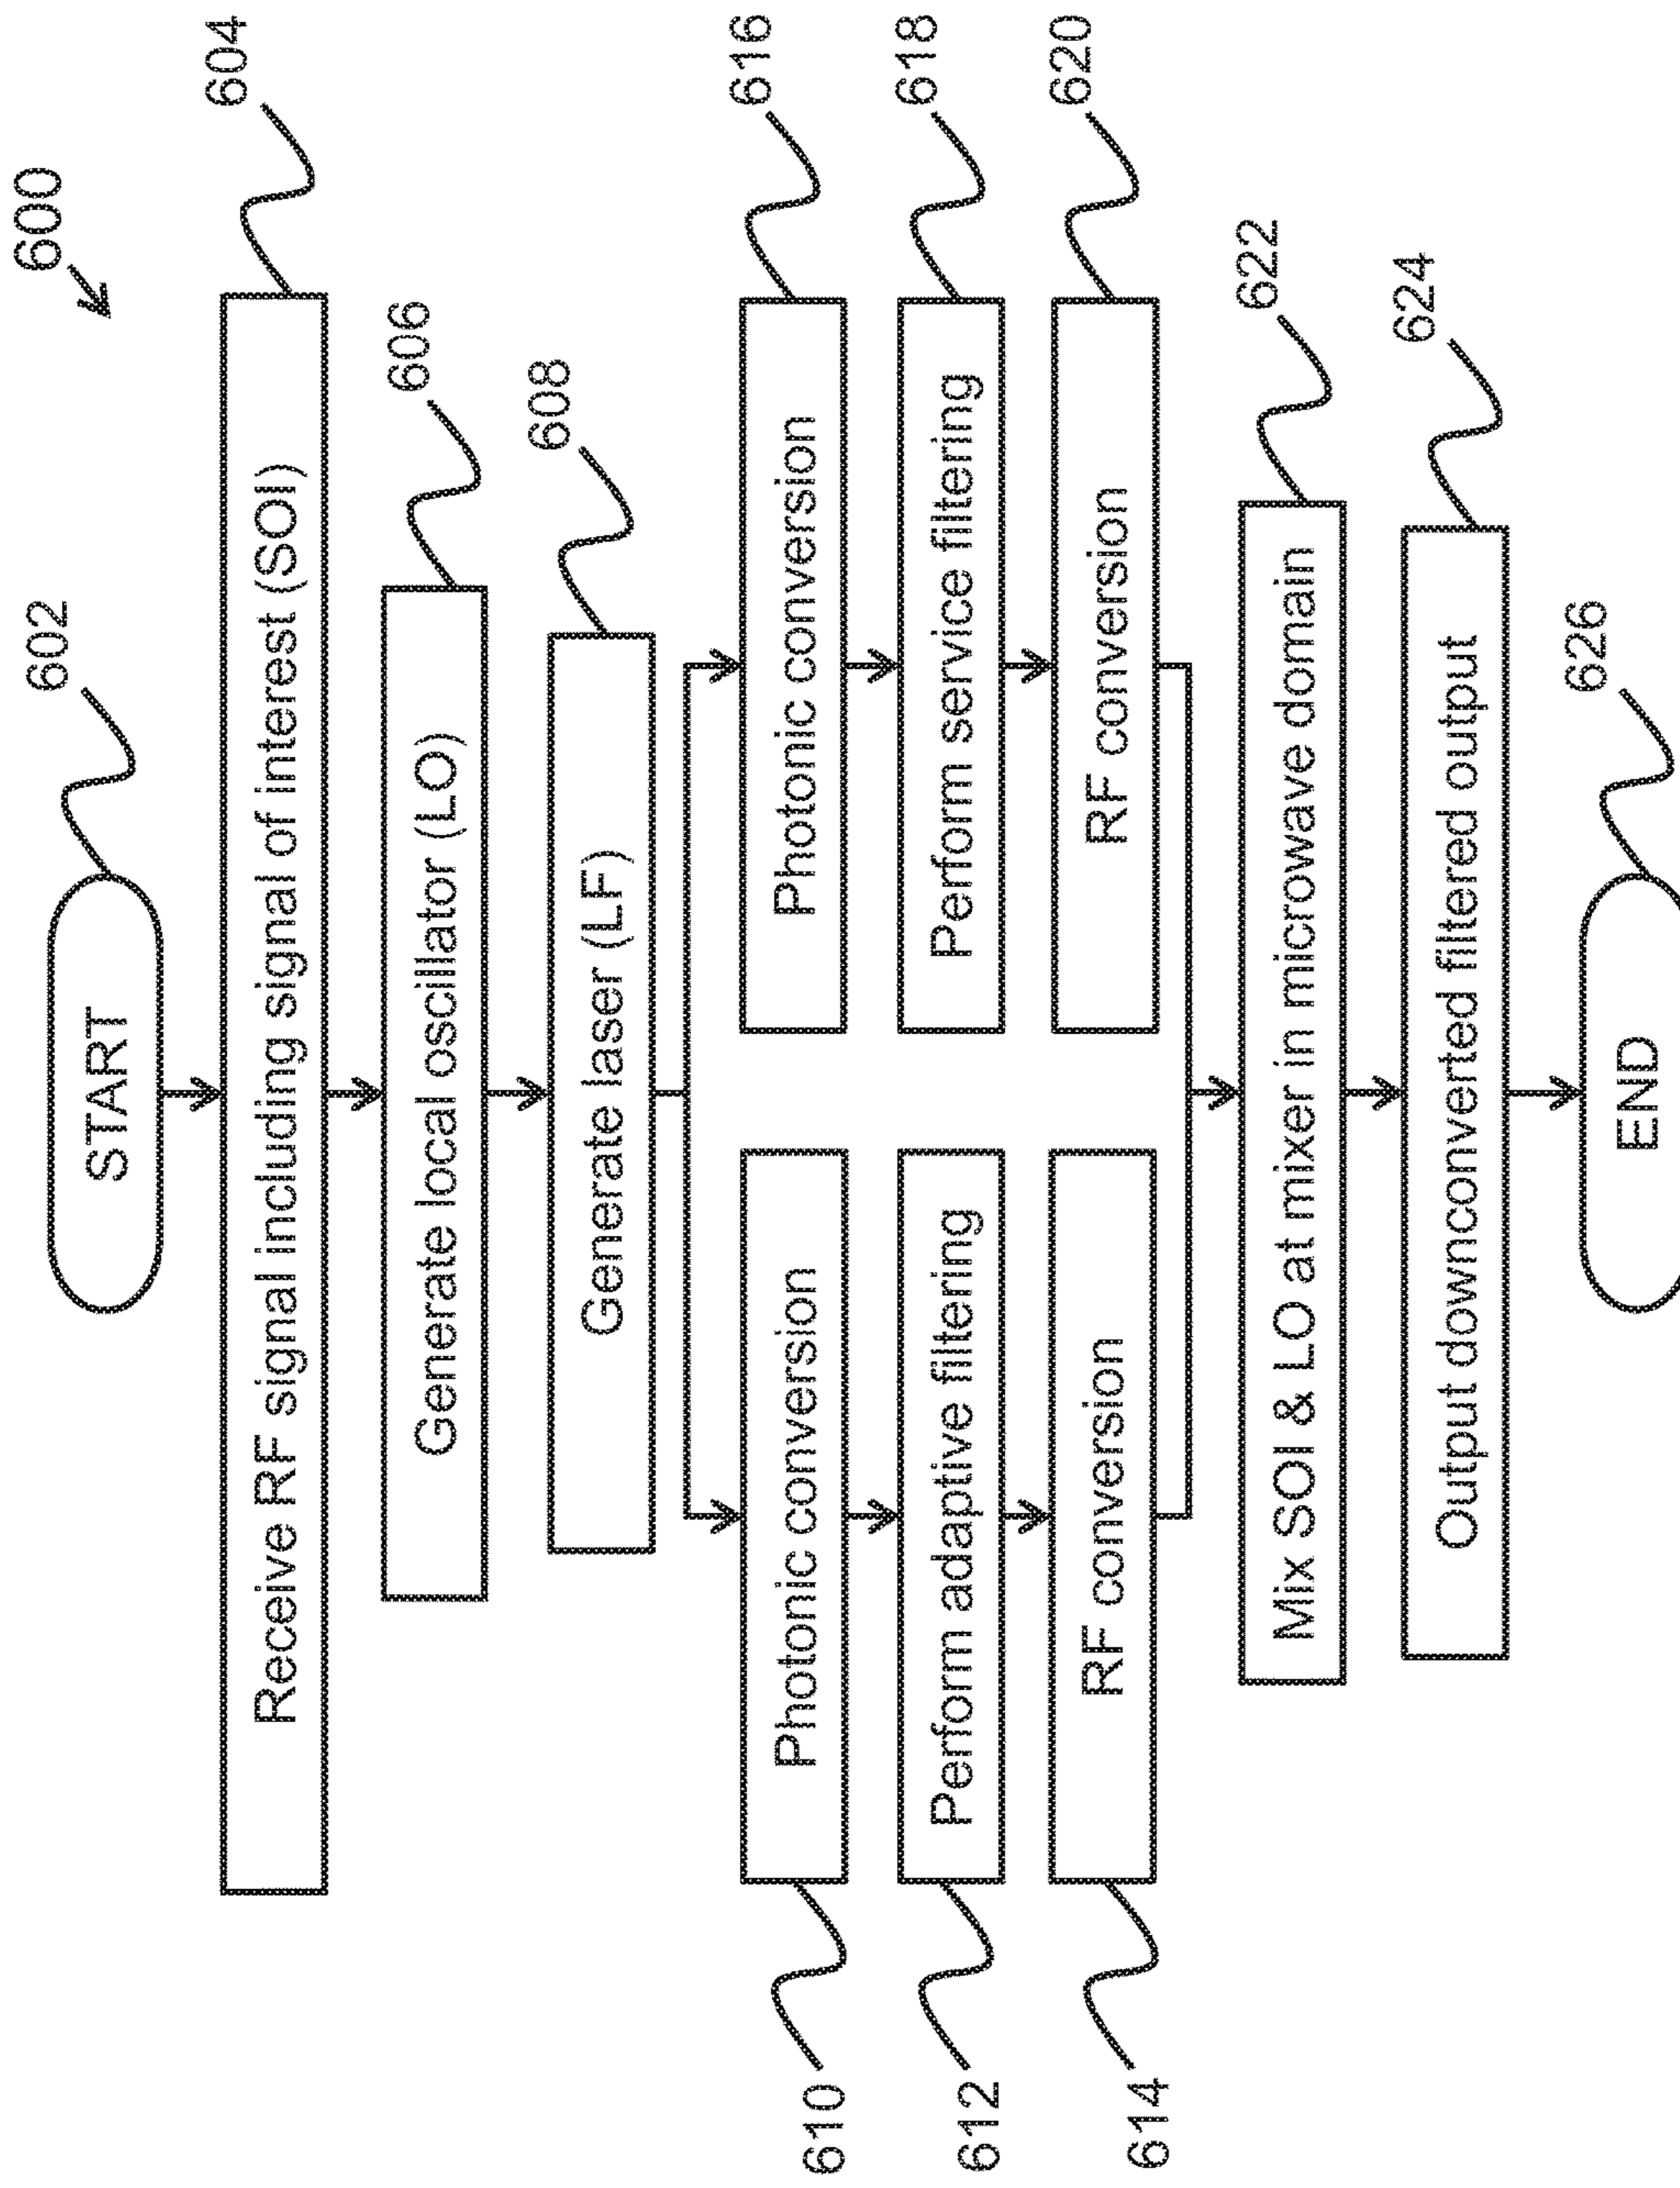 600
START
602
Receive RF signal including signal of interest (SOI)
604
Generate local oscillator (LO)
606
Generate laser (LF)
608
Photonic conversion
610
Perform adaptive filtering
612
RF conversion
614
Photonic conversion
616
Perform service filtering
618
RF conversion
620
Mix SOI & LO at mixer in microwave domain
622
Output downconverted filtered output
624
END
626